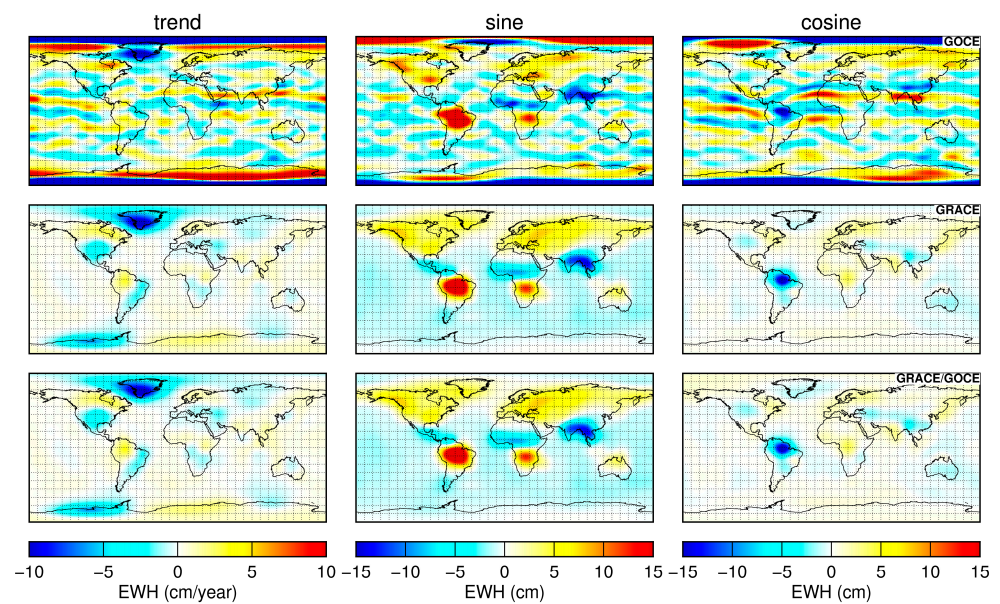 trend sine cosine
GOCE
GRACE
GRACE/GOCE
−10 −5 0 5 10 −15 −10 −5 0 5 10 15 −15 −10 −5 0 5 10 15
EWH (cm/year) EWH (cm) EWH (cm)